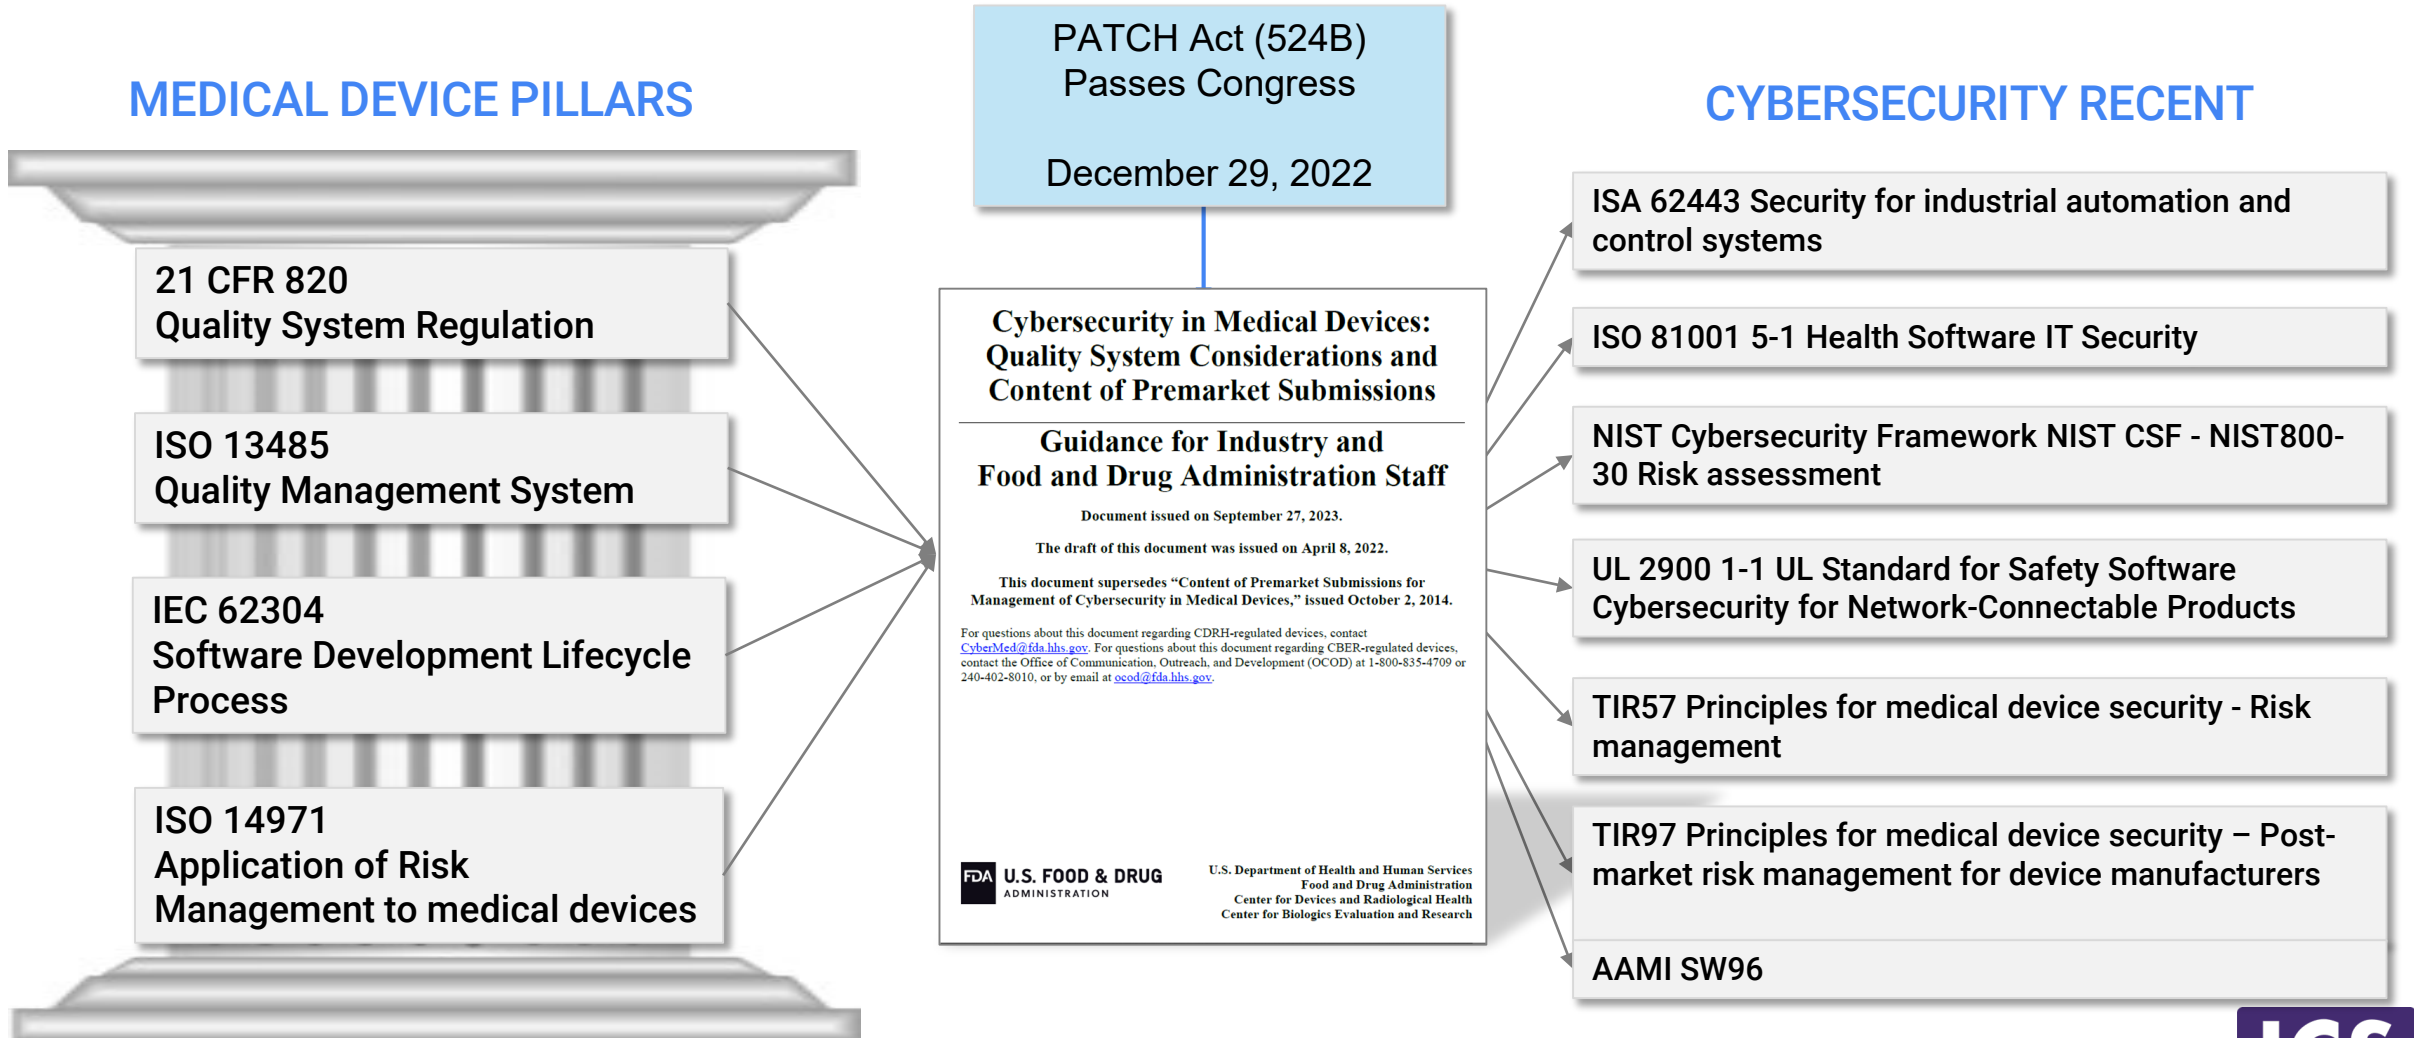 PATCH Act (524B)
Passes Congress
December 29, 2022
MEDICAL DEVICE PILLARS
21 CFR 820
Quality System Regulation
ISO 13485
Quality Management System
IEC 62304
Software Development Lifecycle
Process
ISO 14971
Application of Risk
Management to medical devices
Cybersecurity in Medical Devices:
Quality System Considerations and
Content of Premarket Submissions
Guidance for Industry and
Food and Drug Administration Staff
Document issued on September 27, 2023.
The draft of this document was issued on April 8, 2022.
This document supersedes “Content of Premarket Submissions for
Management of Cybersecurity in Medical Devices,” issued October 2, 2014.
For questions about this document regarding CDRH-regulated devices, contact
CyberMed@fda.hhs.gov. For questions about this document regarding CBER-regulated devices,
contact the Office of Communication, Outreach, and Development (OCOD) at 1-800-835-4709 or
240-402-8010, or by email at ocod@fda.hhs.gov.
FDA U.S. FOOD & DRUG
ADMINISTRATION
U.S. Department of Health and Human Services
Food and Drug Administration
Center for Devices and Radiological Health
Center for Biologics Evaluation and Research
CYBERSECURITY RECENT
ISA 62443 Security for industrial automation and
control systems
ISO 81001 5-1 Health Software IT Security
NIST Cybersecurity Framework NIST CSF - NIST800-
30 Risk assessment
UL 2900 1-1 UL Standard for Safety Software
Cybersecurity for Network-Connectable Products
TIR57 Principles for medical device security - Risk
management
TIR97 Principles for medical device security – Post-
market risk management for device manufacturers
AAMI SW96
ICS